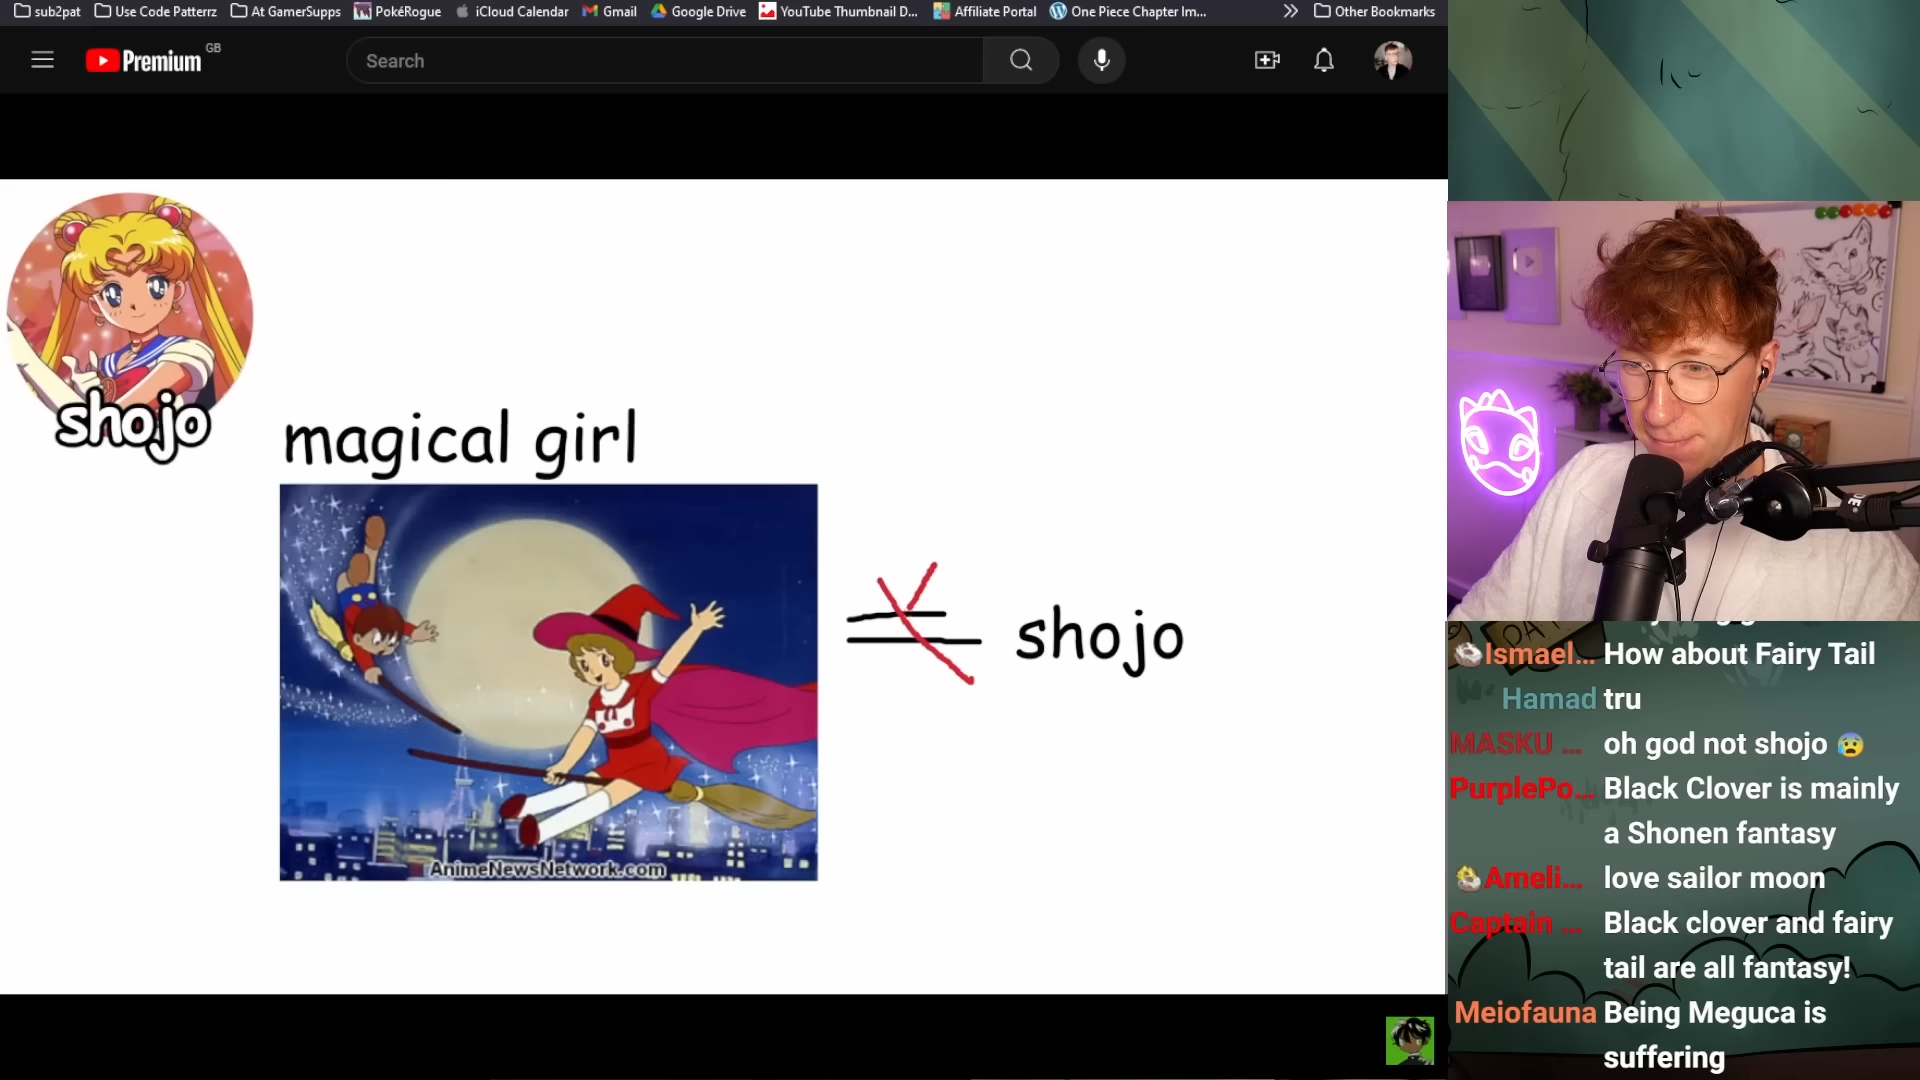 sub2pat
Use Code Patterrz
At GamerSupps
PokéRogue
iCloud Calendar
Gmail
Google Drive
YouTube Thumbnail D...
Affiliate Portal
One Piece Chapter Im...
Other Bookmarks
Premium
GB
Search
shojo
magical girl
shojo
AnimeNewsNetwork.com
Ismael... How about Fairy Tail
Hamad tru
MASKU ... oh god not shojo 😰
PurplePo... Black Clover is mainly
a Shonen fantasy
Ameli... love sailor moon
Captain ... Black clover and fairy
tail are all fantasy!
Meiofauna Being Meguca is
suffering